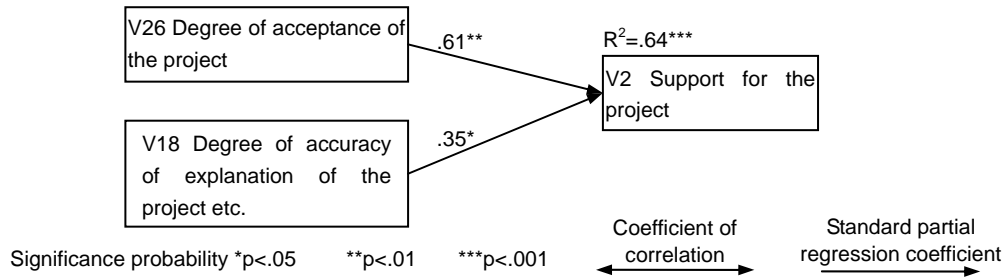 V26 Degree of acceptance of
the project
.61**
R²=.64***
V2 Support for the
project
V18 Degree of accuracy
of explanation of the
project etc.
.35*
Significance probability *p<.05 **p<.01 ***p<.001
Coefficient of
correlation
Standard partial
regression coefficient